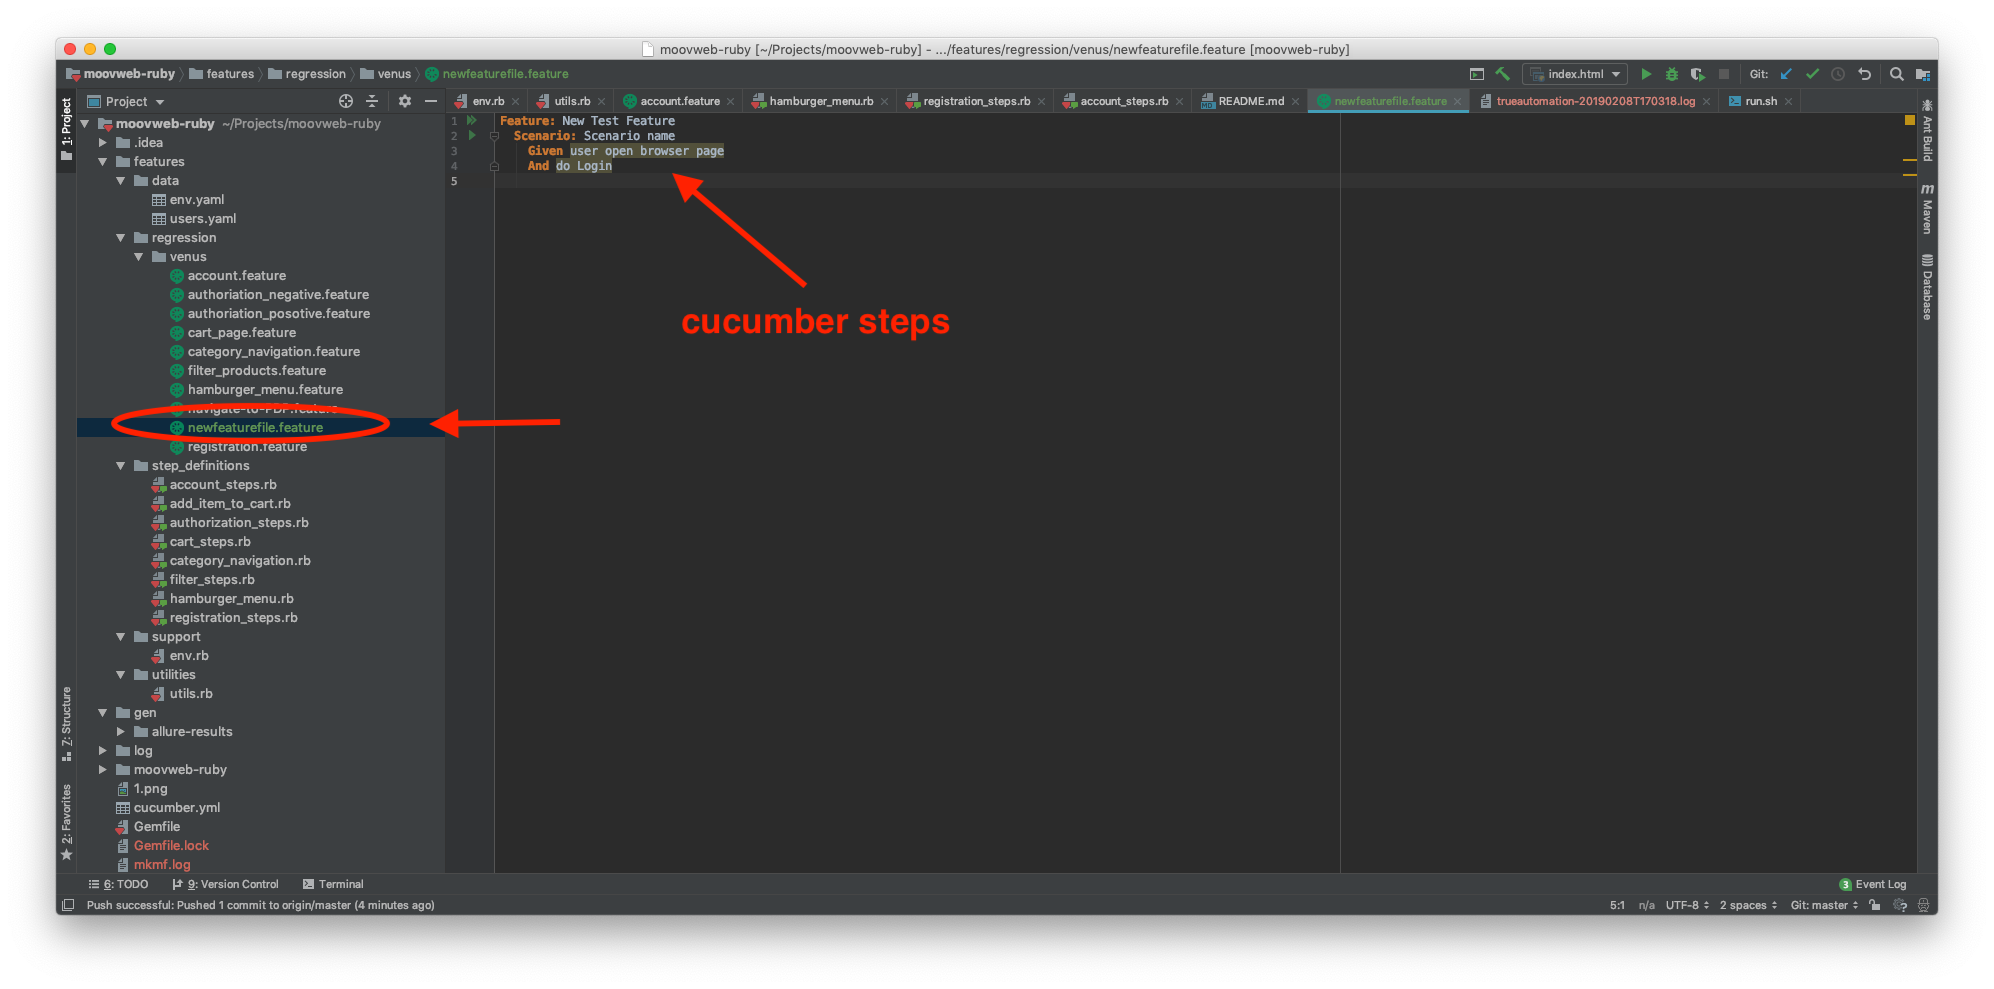 moovweb-ruby [~/Projects/moovweb-ruby] - .../features/regression/venus/newfeaturefile.feature [moovweb-ruby]
moovweb-ruby features regression venus newfeaturefile.feature index.html Git:
Project env.rb utils.rb account.feature hamburger_menu.rb registration_steps.rb account_steps.rb README.md newfeaturefile.feature trueautomation-20190208T170318.log run.sh
1: Project
Z: Structure
2: Favorites
moovweb-ruby ~/Projects/moovweb-ruby
.idea
features
data
env.yaml
users.yaml
regression
venus
account.feature
authoriation_negative.feature
authoriation_posotive.feature
cart_page.feature
category_navigation.feature
filter_products.feature
hamburger_menu.feature
navigate-to-PDP.feature
newfeaturefile.feature
registration.feature
step_definitions
account_steps.rb
add_item_to_cart.rb
authorization_steps.rb
cart_steps.rb
category_navigation.rb
filter_steps.rb
hamburger_menu.rb
registration_steps.rb
support
env.rb
utilities
utils.rb
gen
allure-results
log
moovweb-ruby
1.png
cucumber.yml
Gemfile
Gemfile.lock
mkmf.log
1 Feature: New Test Feature
2 Scenario: Scenario name
3 Given user open browser page
4 And do Login
5
cucumber steps
Ant Build
m Maven
Database
6: TODO 9: Version Control Terminal 3 Event Log
Push successful: Pushed 1 commit to origin/master (4 minutes ago) 5:1 n/a UTF-8 2 spaces Git: master